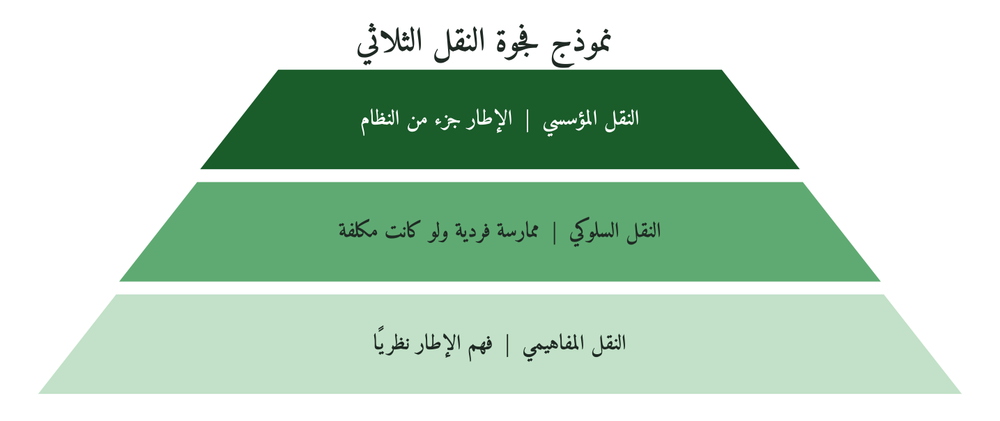 نموذج فجوة النقل الثلاثي
النقل المؤسسي | الإطار جزء من النظام
النقل السلوكي | ممارسة فردية ولو كانت مكلفة
النقل المفاهيمي | فهم الإطار نظريًا